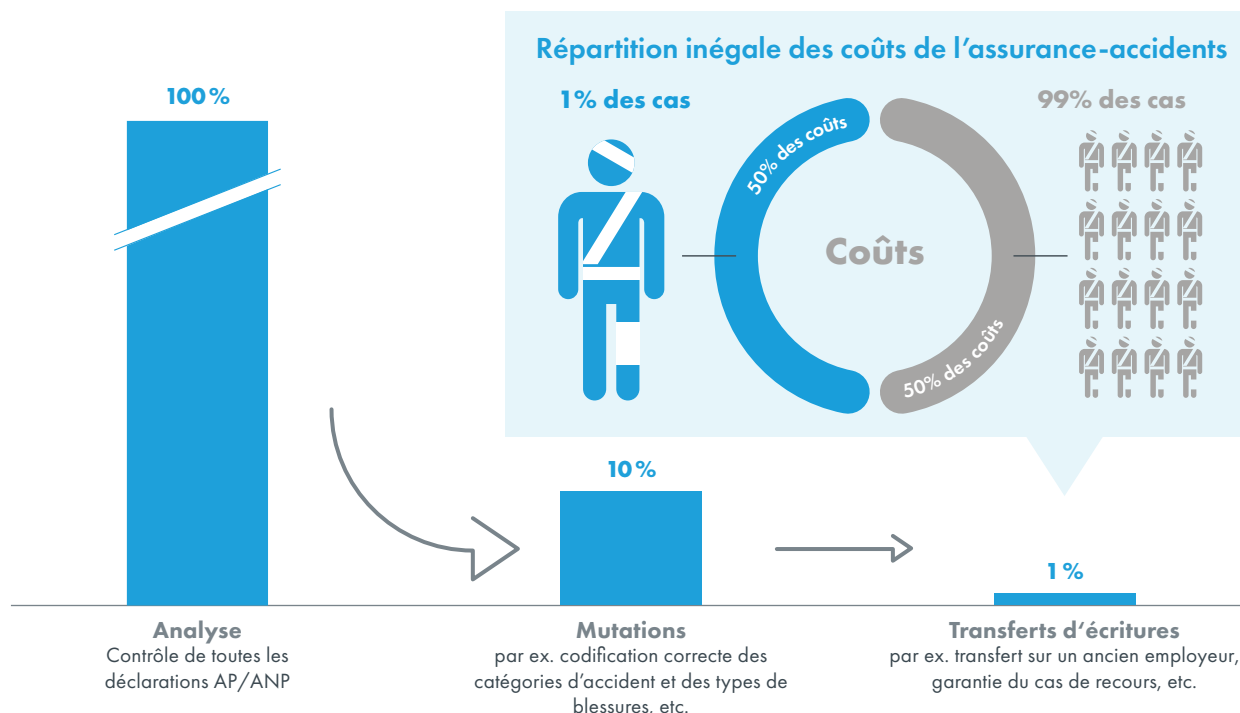 Répartition inégale des coûts de l’assurance-accidents
1% des cas
99% des cas
50% des coûts
Coûts
50% des coûts
100 %
10 %
1 %
Analyse
Contrôle de toutes les
déclarations AP/ANP
Mutations
par ex. codification correcte des
catégories d’accident et des types de
blessures, etc.
Transferts d‘écritures
par ex. transfert sur un ancien employeur,
garantie du cas de recours, etc.